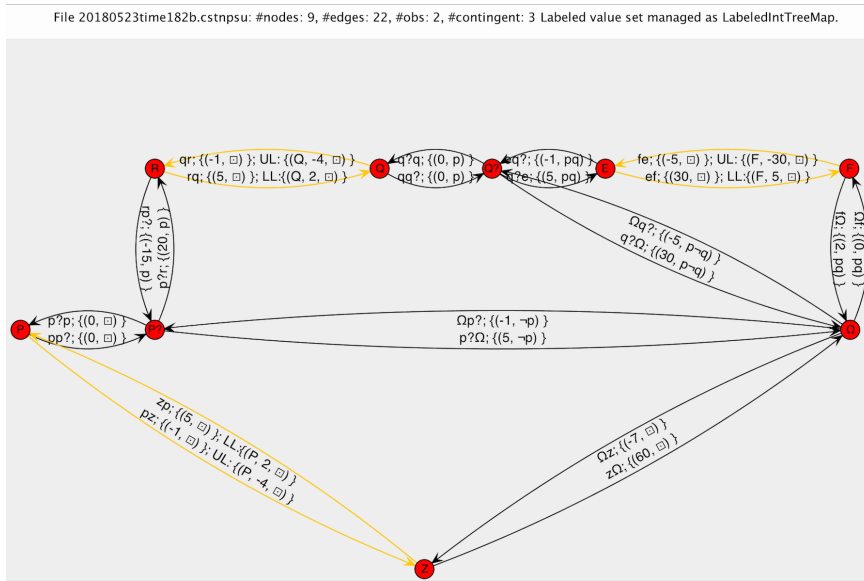 File 20180523time182b.cstnpsu: #nodes: 9, #edges: 22, #obs: 2, #contingent: 3 Labeled value set managed as LabeledIntTreeMap.
R
qr; {(-1, ⊡) }; UL: {(Q, -4, ⊡) }
rq; {(5, ⊡) }; LL:{(Q, 2, ⊡) }
Q
q?q; {(0, p) }
qq?; {(0, p) }
Q?
eq?; {(-1, pq) }
q?e; {(5, pq) }
E
fe; {(-5, ⊡) }; UL: {(F, -30, ⊡) }
ef; {(30, ⊡) }; LL:{(F, 5, ⊡) }
F
rp?; {(-15, p) }
p?r; {(20, p) }
Ωq?; {(-5, p¬q) }
q?Ω; {(30, p¬q) }
fΩ; {(2, pq) }
Ωf; {(0, pq) }
P
p?p; {(0, ⊡) }
pp?; {(0, ⊡) }
P?
Ωp?; {(-1, ¬p) }
p?Ω; {(5, ¬p) }
Ω
zp; {(5, ⊡) }; LL:{(P, 2, ⊡) }
pz; {(-1, ⊡) }; UL: {(P, -4, ⊡) }
Ωz; {(-7, ⊡) }
zΩ; {(60, ⊡) }
Z